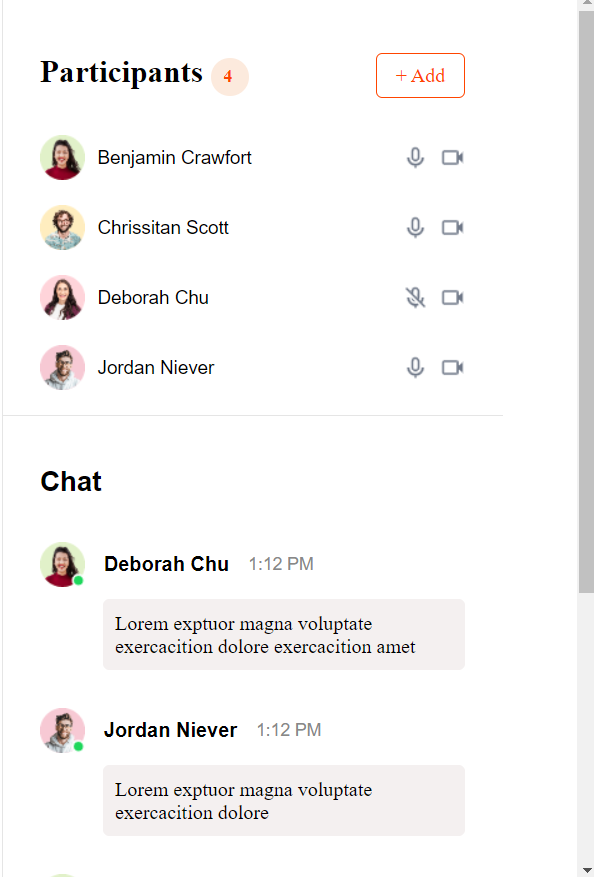 Participants 4
+ Add
Benjamin Crawfort
Chrissitan Scott
Deborah Chu
Jordan Niever
Chat
Deborah Chu 1:12 PM
Lorem exptuor magna voluptate
exercacition dolore exercacition amet
Jordan Niever 1:12 PM
Lorem exptuor magna voluptate
exercacition dolore